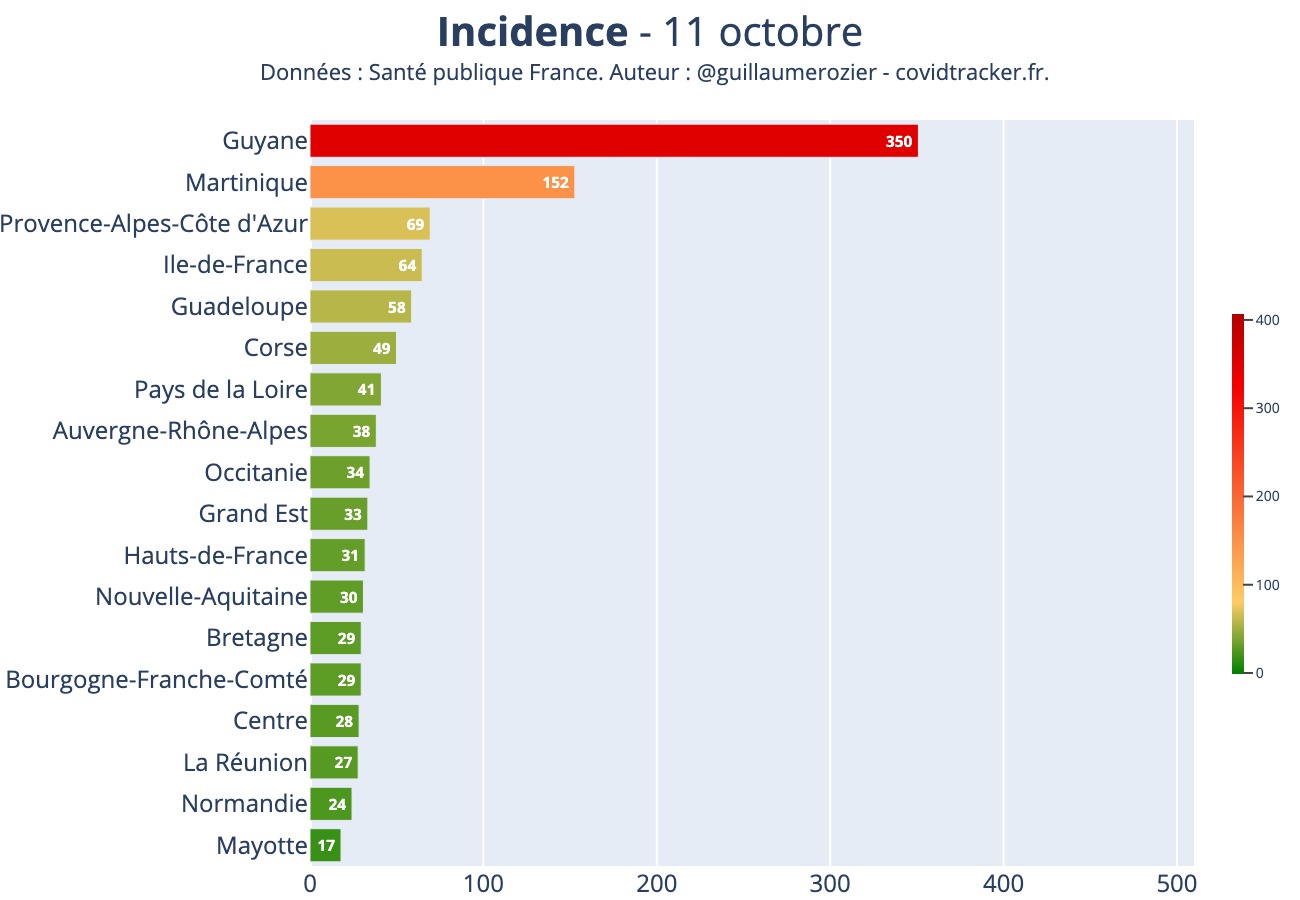 Incidence - 11 octobre
Données : Santé publique France. Auteur : @guillaumerozier - covidtracker.fr.
Guyane 350
Martinique 152
Provence-Alpes-Côte d'Azur 69
Ile-de-France 64
Guadeloupe 58
Corse 49
Pays de la Loire 41
Auvergne-Rhône-Alpes 38
Occitanie 34
Grand Est 33
Hauts-de-France 31
Nouvelle-Aquitaine 30
Bretagne 29
Bourgogne-Franche-Comté 29
Centre 28
La Réunion 27
Normandie 24
Mayotte 17
0 100 200 300 400 500
400
300
200
100
0